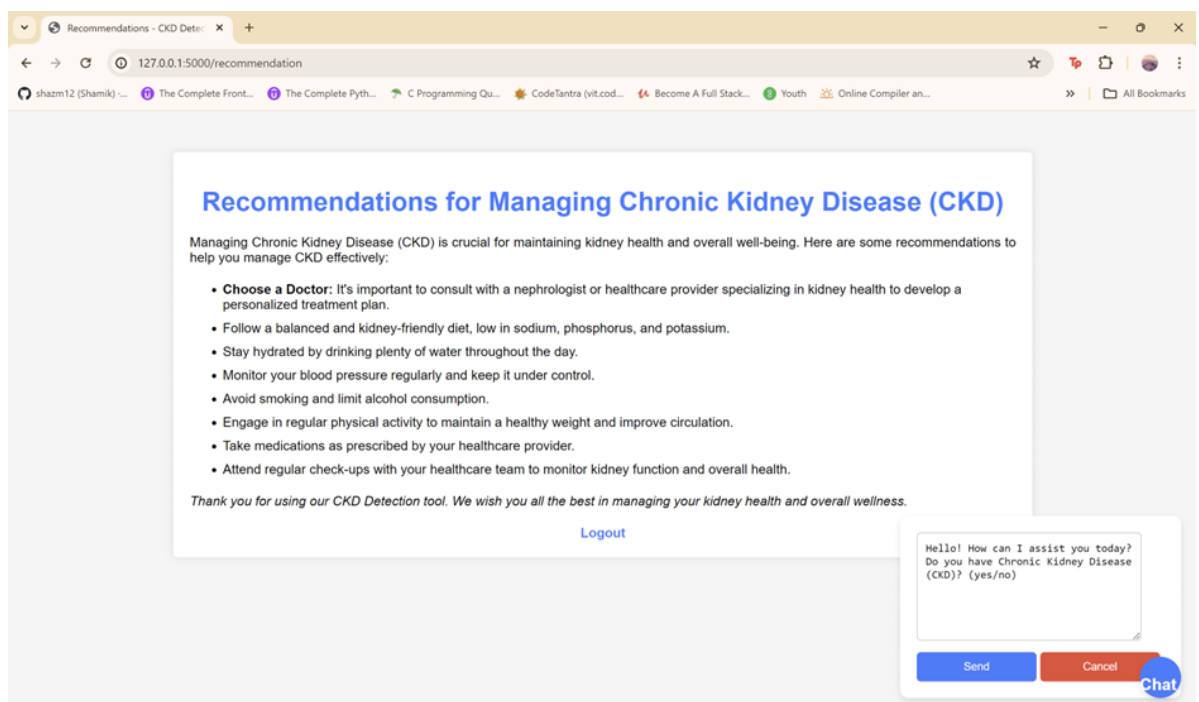 Recommendations - CKD Detec
127.0.0.1:5000/recommendation
Tp
shazm12 (Shamik) -... The Complete Front... The Complete Pyth... C Programming Qu... CodeTantra (vit.cod... Become A Full Stack... Youth Online Compiler an... » All Bookmarks
Recommendations for Managing Chronic Kidney Disease (CKD)
Managing Chronic Kidney Disease (CKD) is crucial for maintaining kidney health and overall well-being. Here are some recommendations to
help you manage CKD effectively:
• Choose a Doctor: It's important to consult with a nephrologist or healthcare provider specializing in kidney health to develop a
personalized treatment plan.
• Follow a balanced and kidney-friendly diet, low in sodium, phosphorus, and potassium.
• Stay hydrated by drinking plenty of water throughout the day.
• Monitor your blood pressure regularly and keep it under control.
• Avoid smoking and limit alcohol consumption.
• Engage in regular physical activity to maintain a healthy weight and improve circulation.
• Take medications as prescribed by your healthcare provider.
• Attend regular check-ups with your healthcare team to monitor kidney function and overall health.
Thank you for using our CKD Detection tool. We wish you all the best in managing your kidney health and overall wellness.
Logout
Hello! How can I assist you today?
Do you have Chronic Kidney Disease
(CKD)? (yes/no)
Send Cancel
Chat